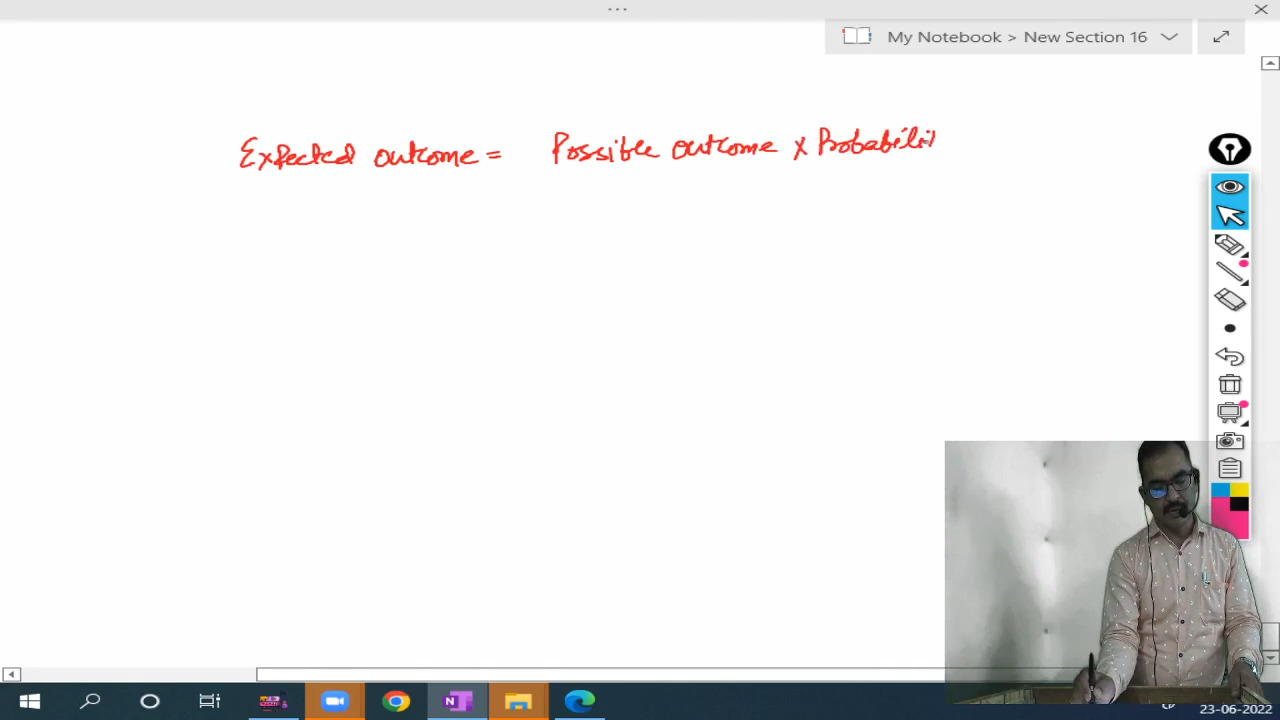 My Notebook > New Section 16
Expected outcome = Possible outcome x Probabili
23-06-2022